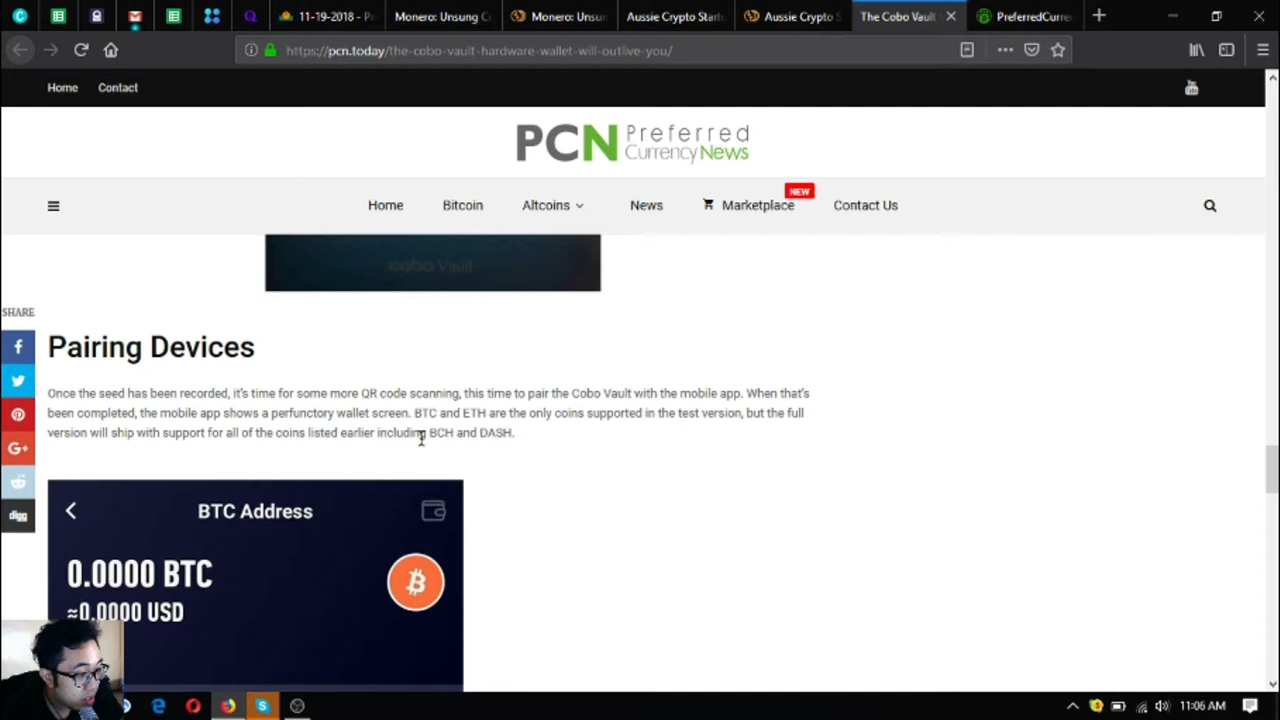 11-19-2018 - P
Monero: Unsung C
Monero: Unsun
Aussie Crypto Start
Aussie Crypto S
The Cobo Vault
PreferredCurre
https://pcn.today/the-cobo-vault-hardware-wallet-will-outlive-you/
Home Contact
PCN Preferred
Currency News
NEW
Home Bitcoin Altcoins News Marketplace Contact Us
cobo Vault
SHARE
Pairing Devices
Once the seed has been recorded, it's time for some more QR code scanning, this time to pair the Cobo Vault with the mobile app. When that's
been completed, the mobile app shows a perfunctory wallet screen. BTC and ETH are the only coins supported in the test version, but the full
version will ship with support for all of the coins listed earlier including BCH and DASH.
digg
BTC Address
0.0000 BTC
≈0.0000 USD
11:06 AM